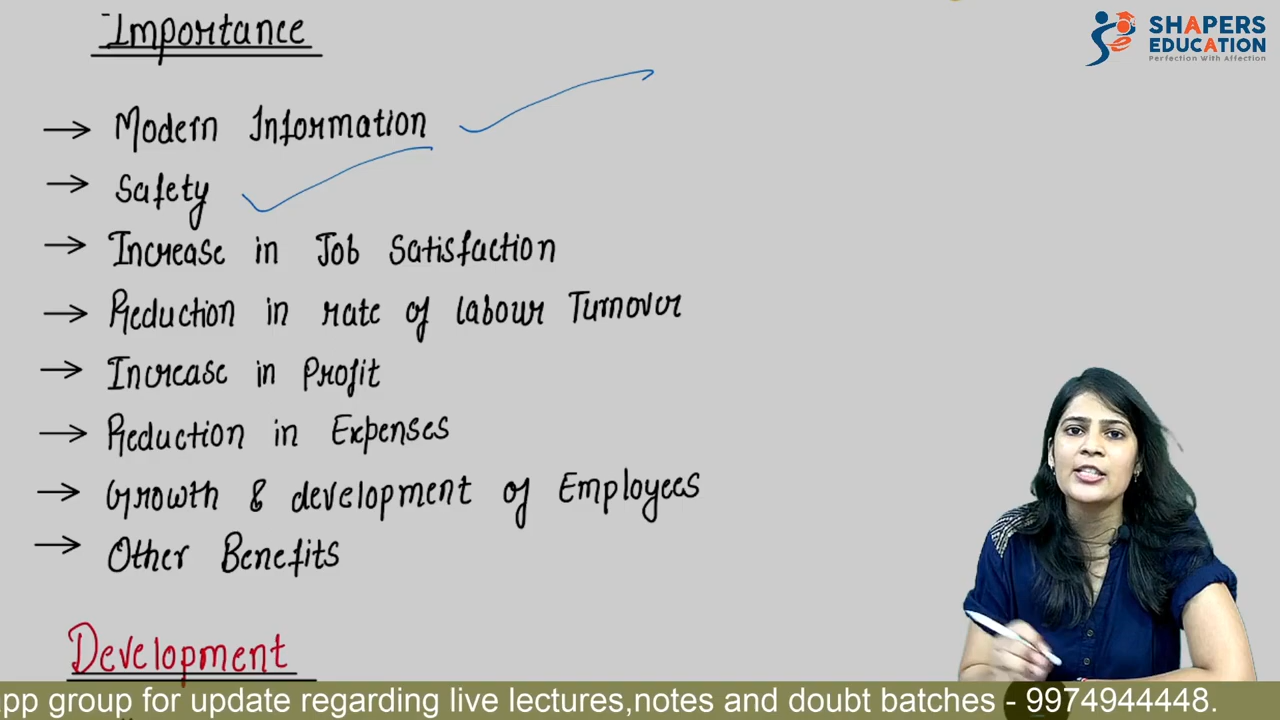 Importance
SHAPERS
EDUCATION
Perfection With Affection
→ Modern Information
→ Safety
→ Increase in Job Satisfaction
→ Reduction in rate of labour Turnover
→ Increase in Profit
→ Reduction in Expenses
→ Growth & development of Employees
→ Other Benefits
Development
app group for update regarding live lectures,notes and doubt batches - 9974944448.